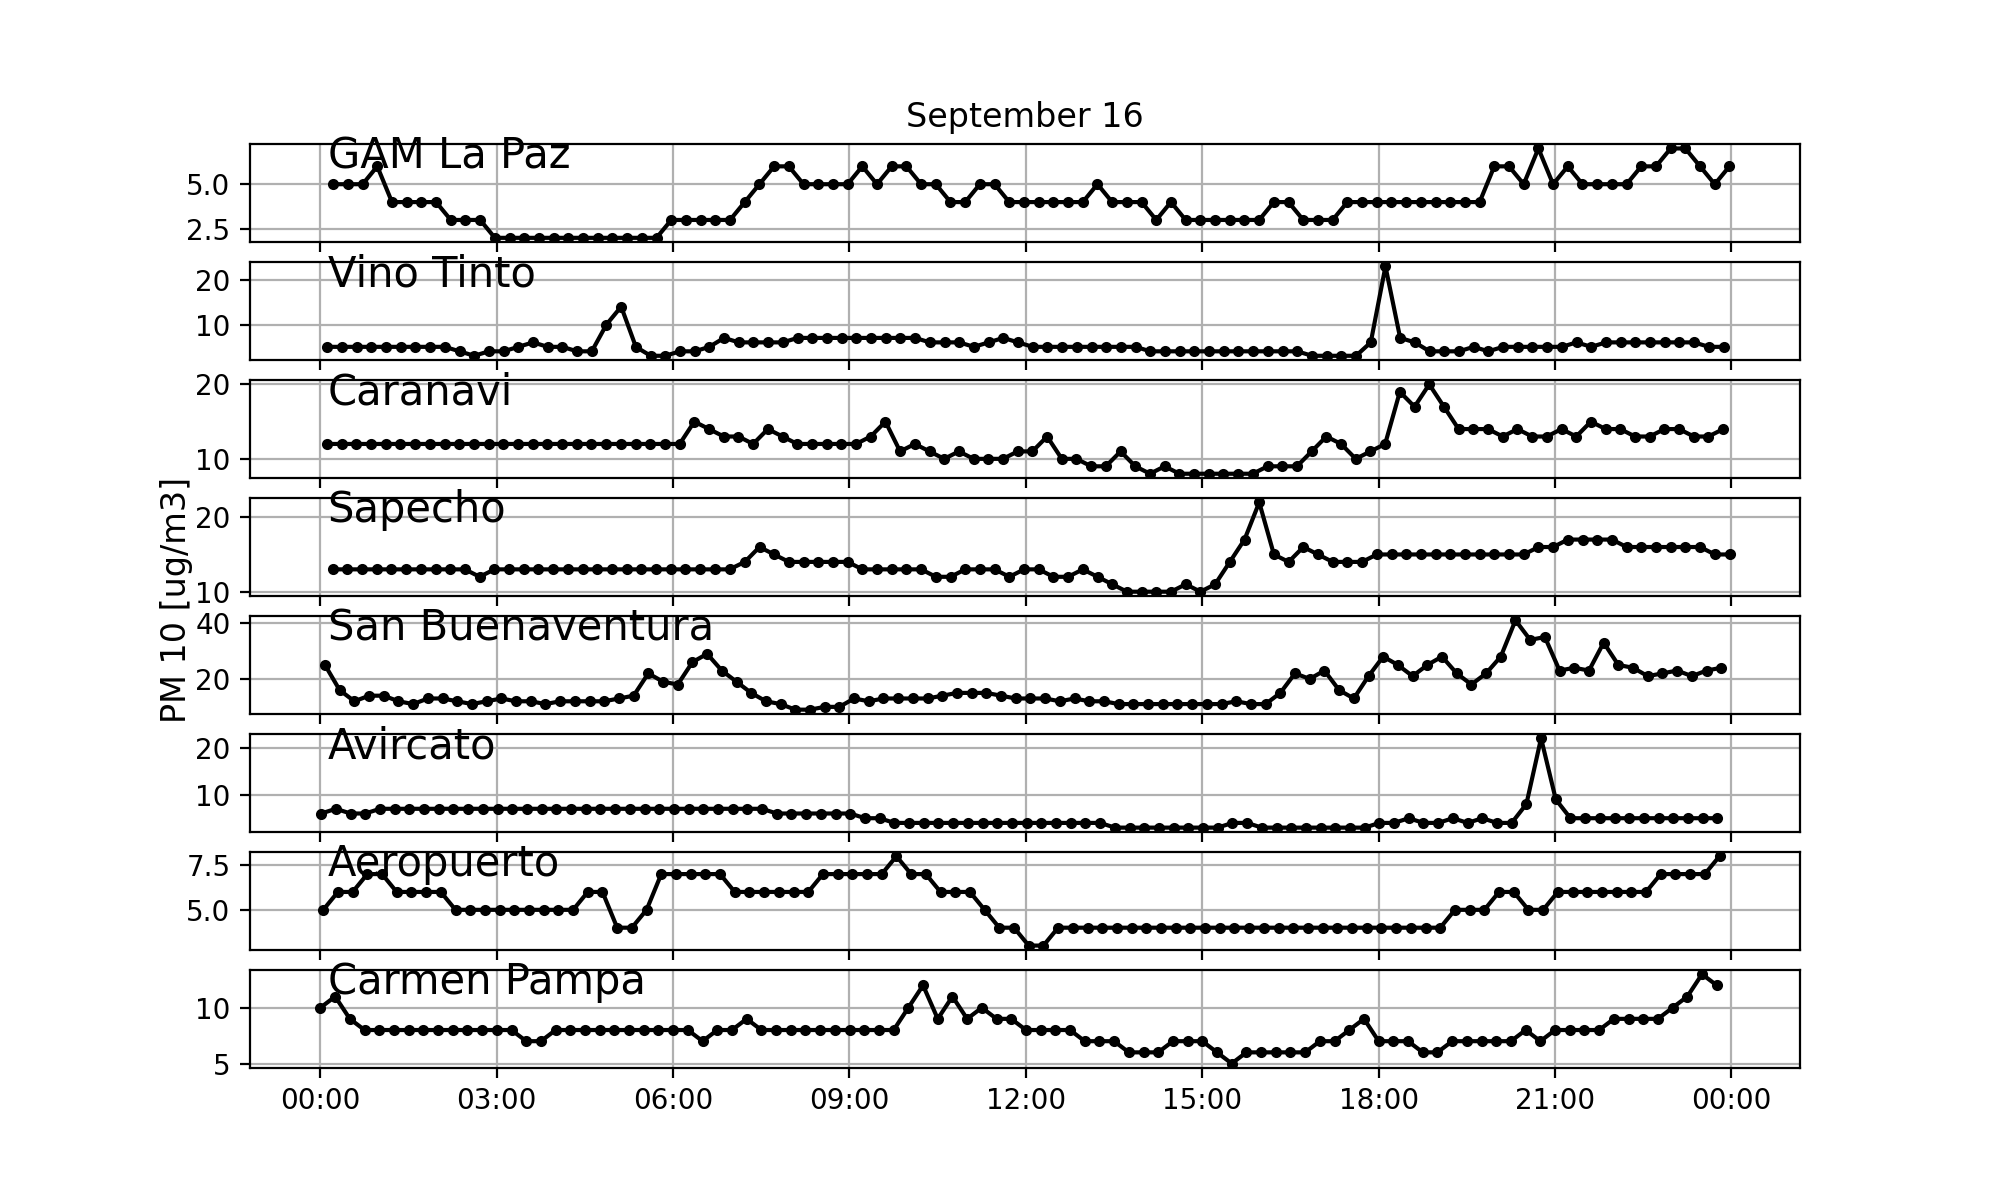 September 16
PM 10 [ug/m3]
GAM La Paz
5.0
2.5
Vino Tinto
20
10
Caranavi
20
10
Sapecho
20
10
San Buenaventura
40
20
Avircato
20
10
Aeropuerto
7.5
5.0
Carmen Pampa
10
5
00:00 03:00 06:00 09:00 12:00 15:00 18:00 21:00 00:00